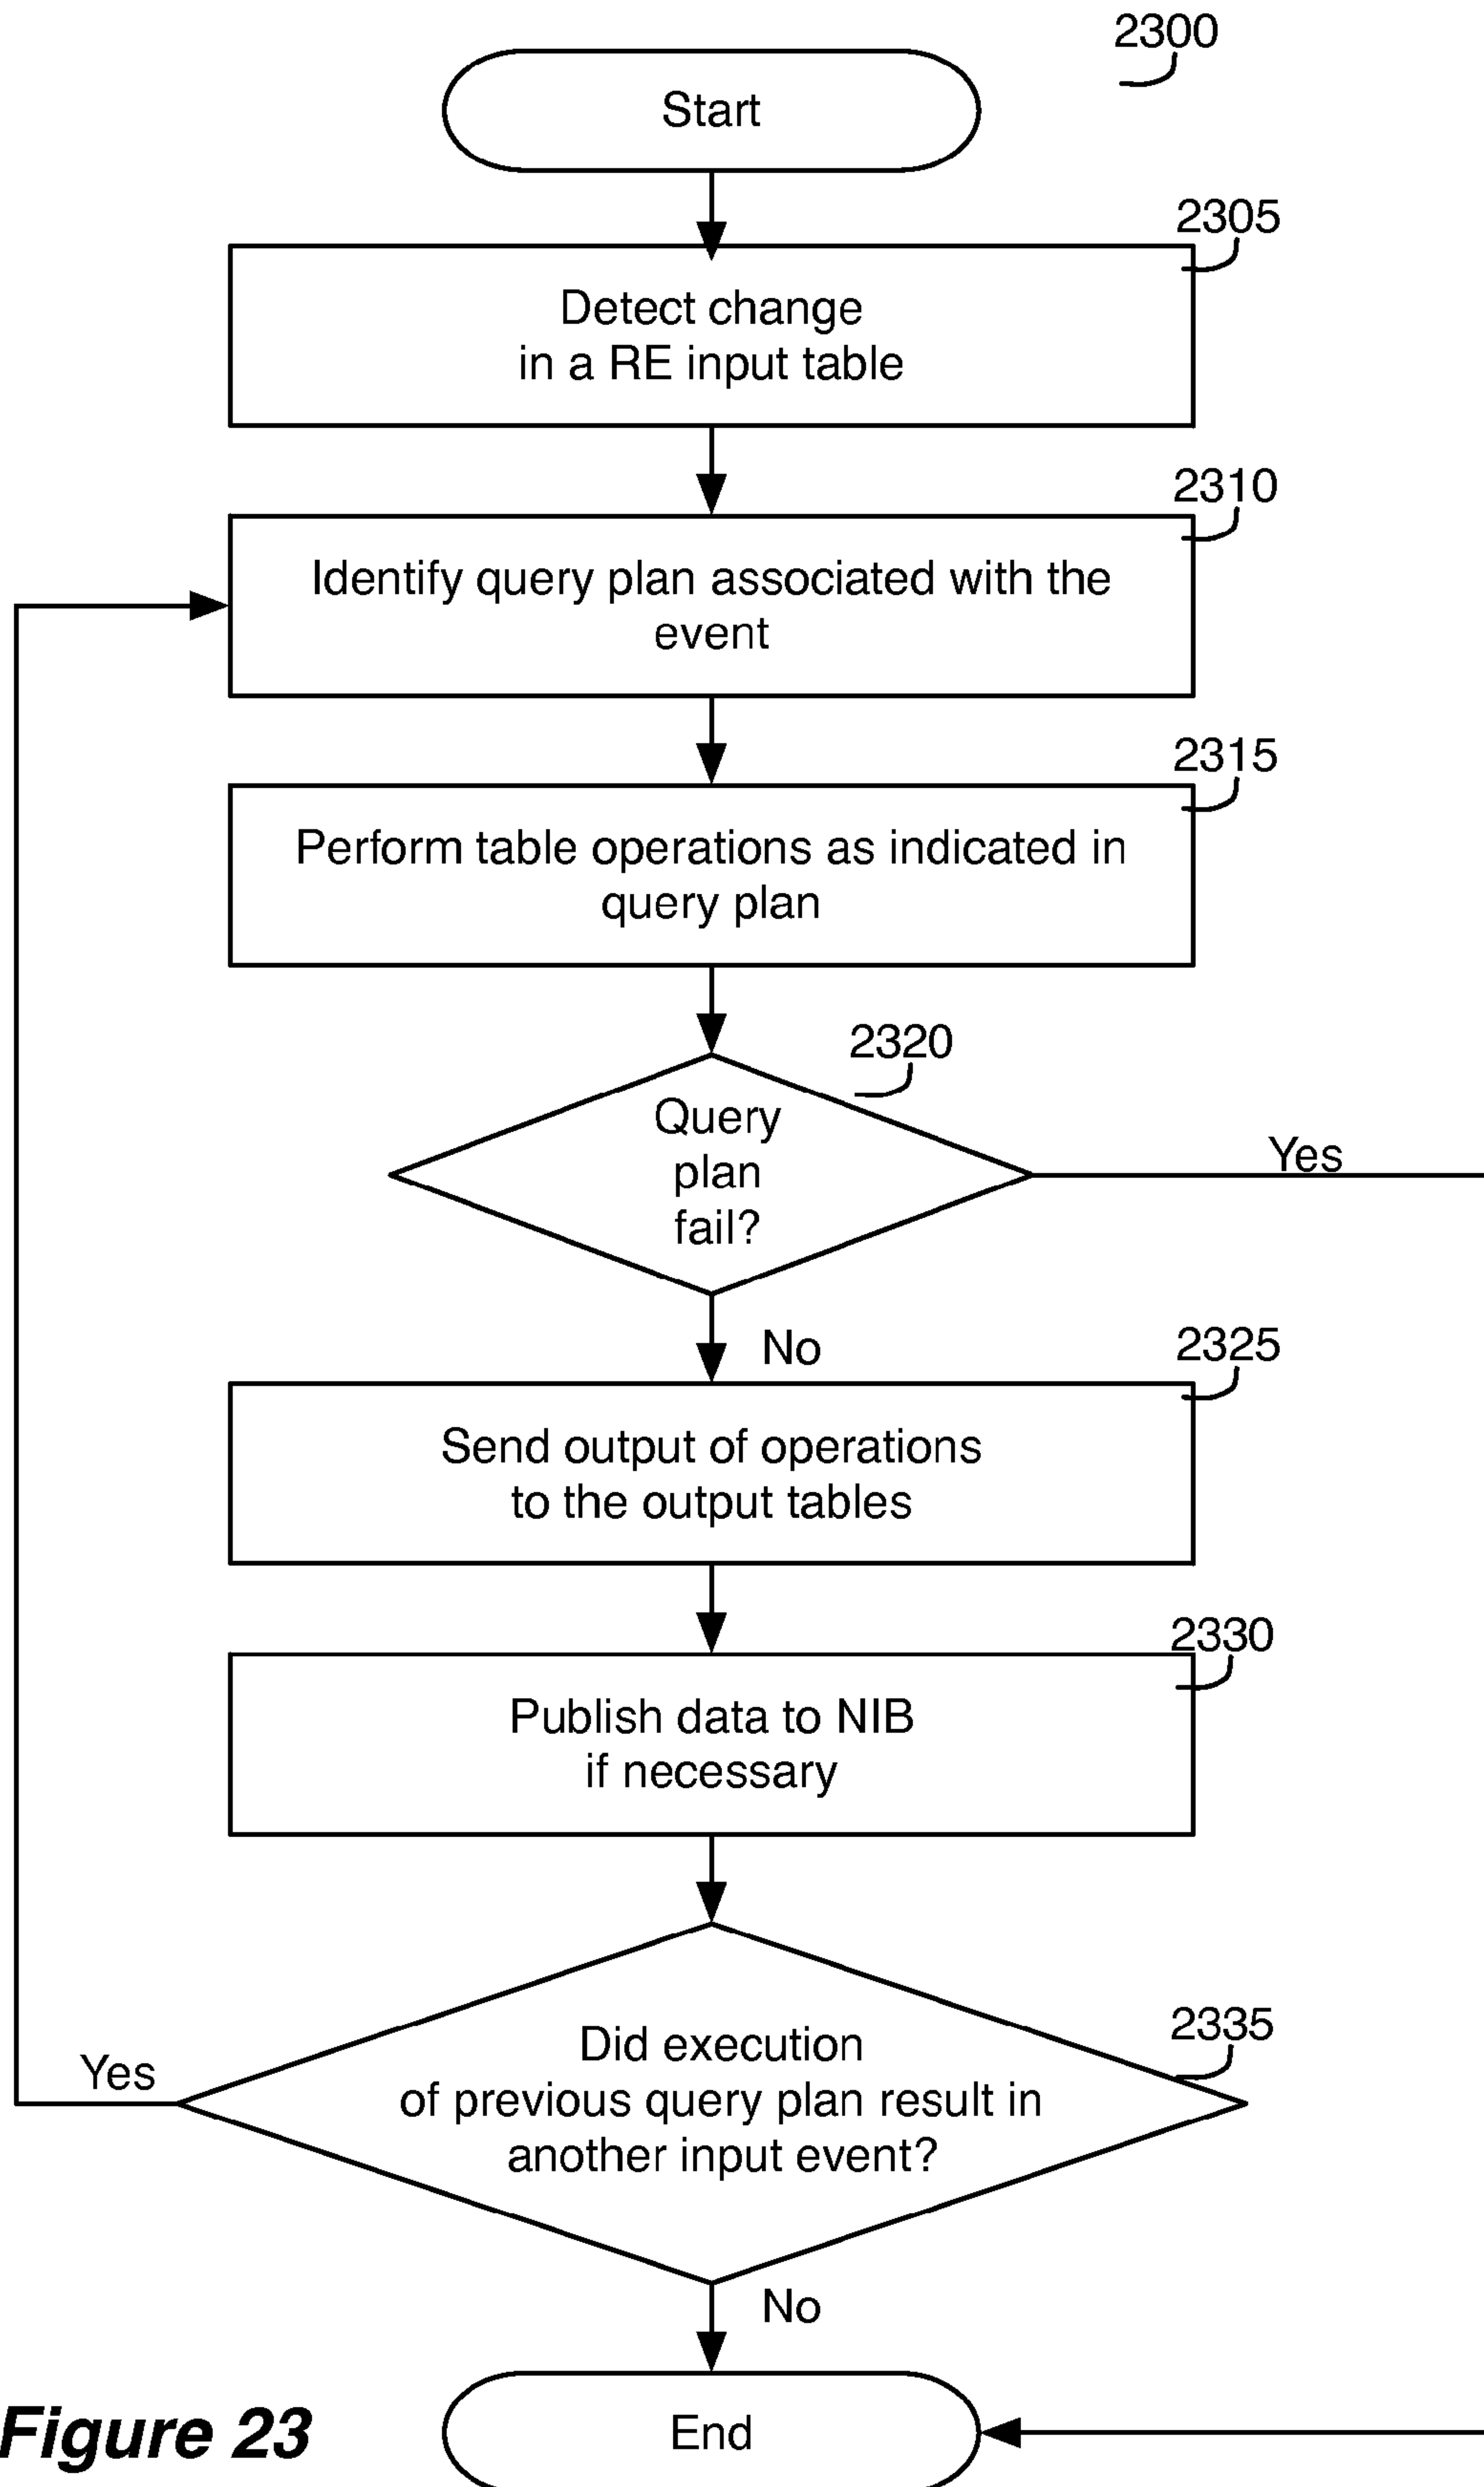 2300
Start
2305
Detect change
in a RE input table
2310
Identify query plan associated with the
event
2315
Perform table operations as indicated in
query plan
2320
Query
plan
fail?
Yes
No
2325
Send output of operations
to the output tables
2330
Publish data to NIB
if necessary
2335
Did execution
of previous query plan result in
another input event?
Yes
No
End
Figure 23